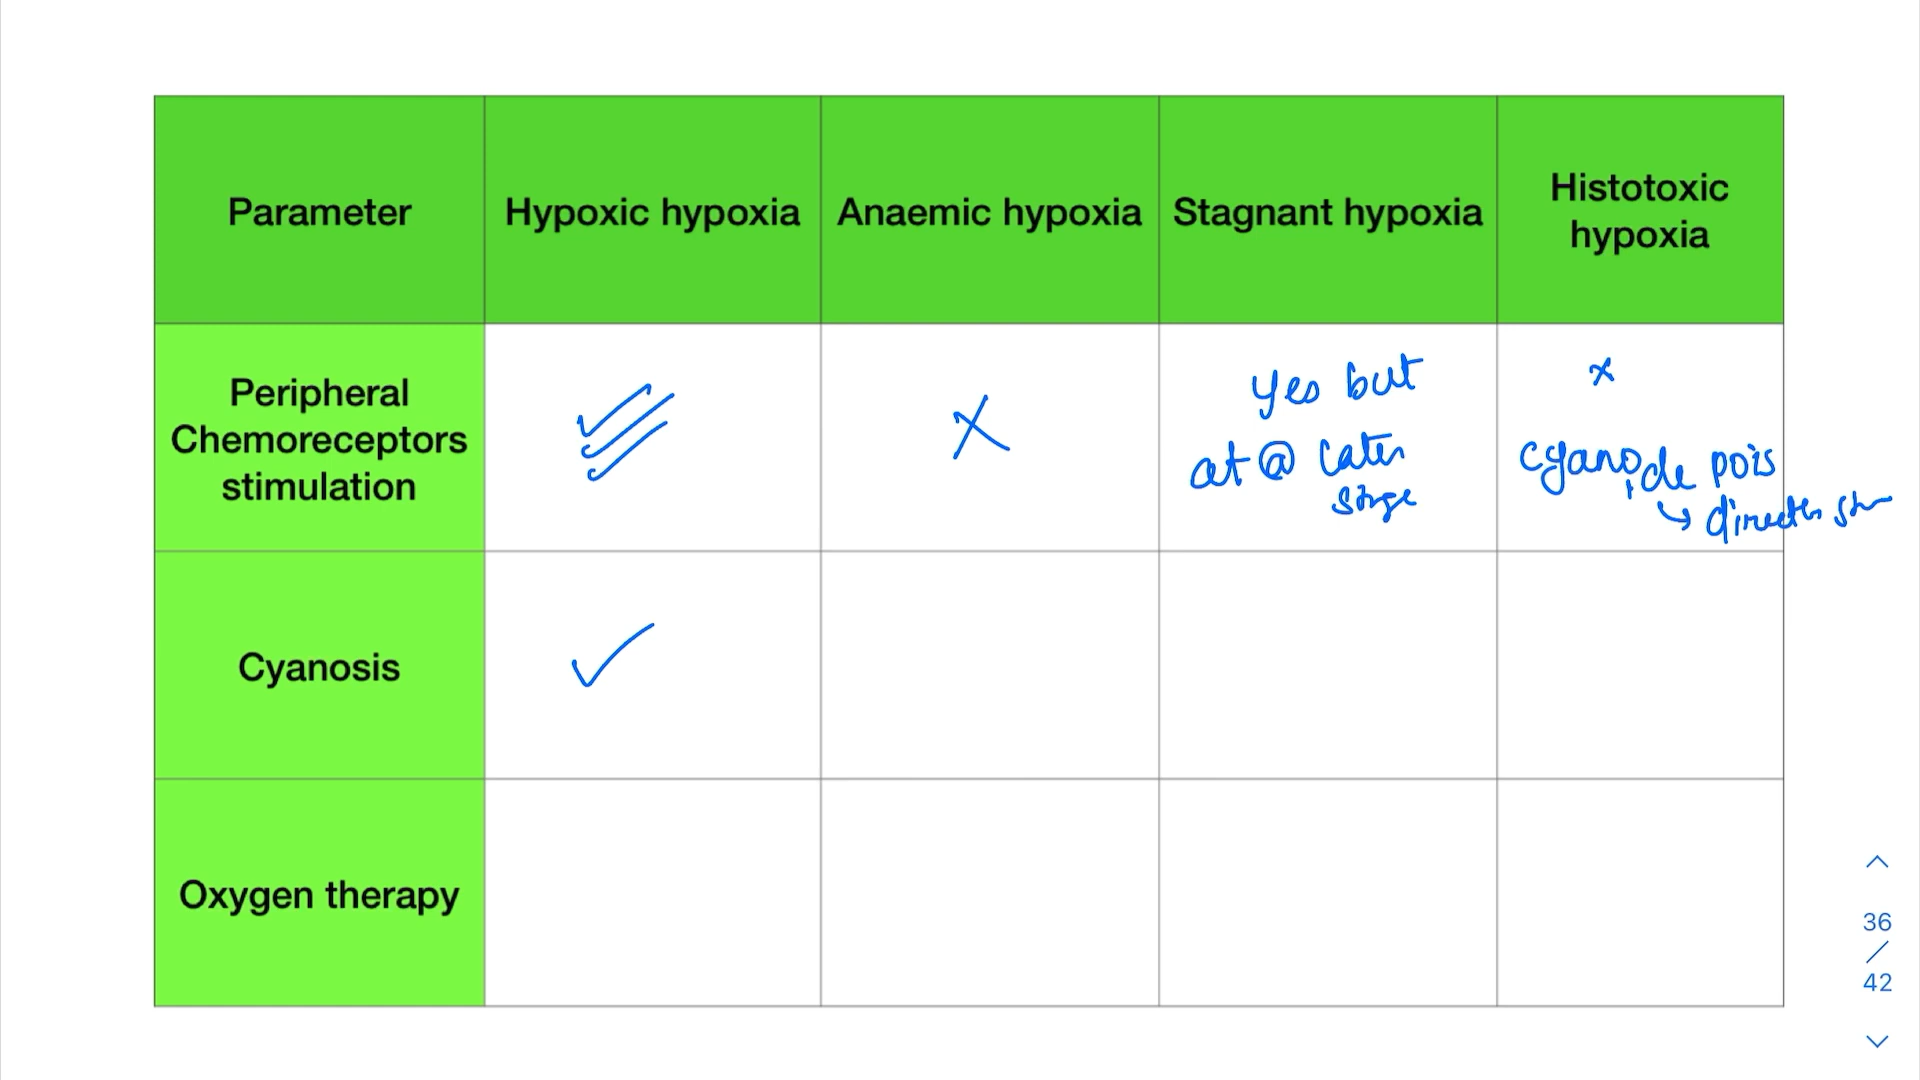 Parameter
Hypoxic hypoxia
Anaemic hypoxia
Stagnant hypoxia
Histotoxic
hypoxia
Peripheral
Chemoreceptors
stimulation
yes but
at @ later
stage
x
cyanide pois
Cyanosis
Oxygen therapy
36
/
42